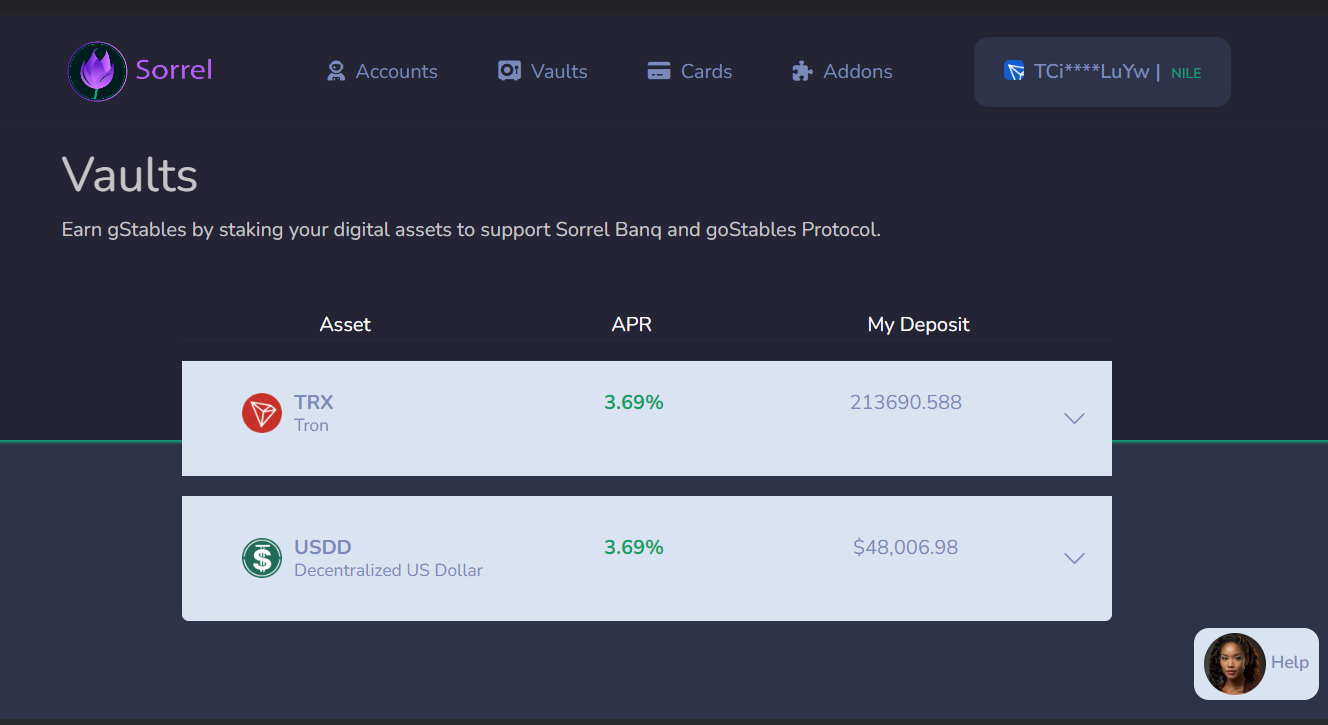 Sorrel
Accounts
Vaults
Cards
Addons
TCi****LuYw | NILE
Vaults
Earn gStables by staking your digital assets to support Sorrel Banq and goStables Protocol.
Asset APR My Deposit
TRX 3.69% 213690.588
Tron
USDD 3.69% $48,006.98
Decentralized US Dollar
Help